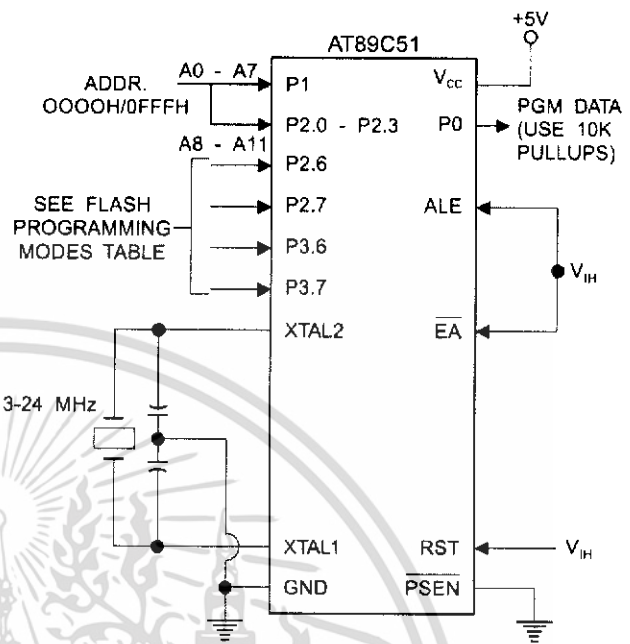 +5V
AT89C51
ADDR.
OOOOH/0FFFH
A0 - A7
P1
VCC
P2.0 - P2.3
P0
PGM DATA
(USE 10K
PULLUPS)
A8 - A11
P2.6
SEE FLASH
PROGRAMMING
MODES TABLE
P2.7
ALE
P3.6
VIH
P3.7
XTAL2
EA
3-24 MHz
XTAL1
RST
VIH
GND
PSEN